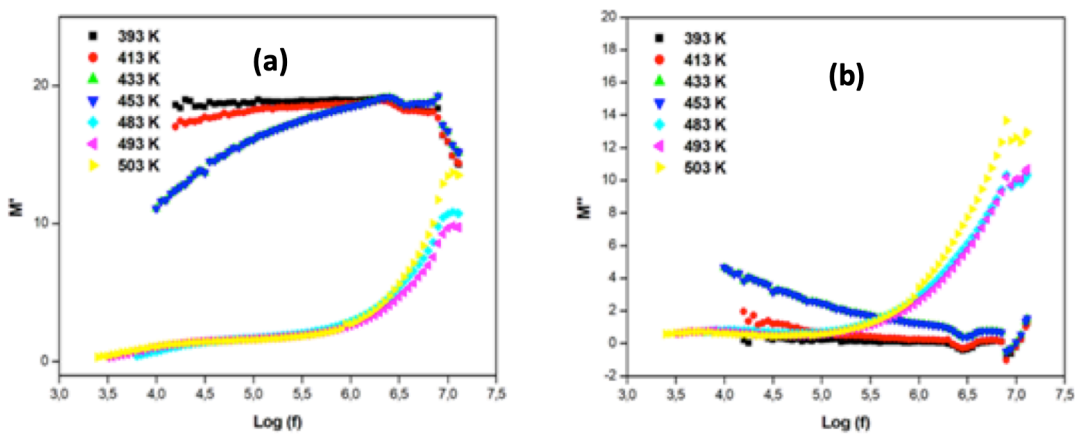 (a)
393 K
413 K
433 K
453 K
483 K
493 K
503 K
20
10
0
M'
3,0 3,5 4,0 4,5 5,0 5,5 6,0 6,5 7,0 7,5
Log (f)
(b)
393 K
413 K
433 K
453 K
483 K
493 K
503 K
20
18
16
14
12
10
8
6
4
2
0
-2
M''
3,0 3,5 4,0 4,5 5,0 5,5 6,0 6,5 7,0 7,5
Log (f)